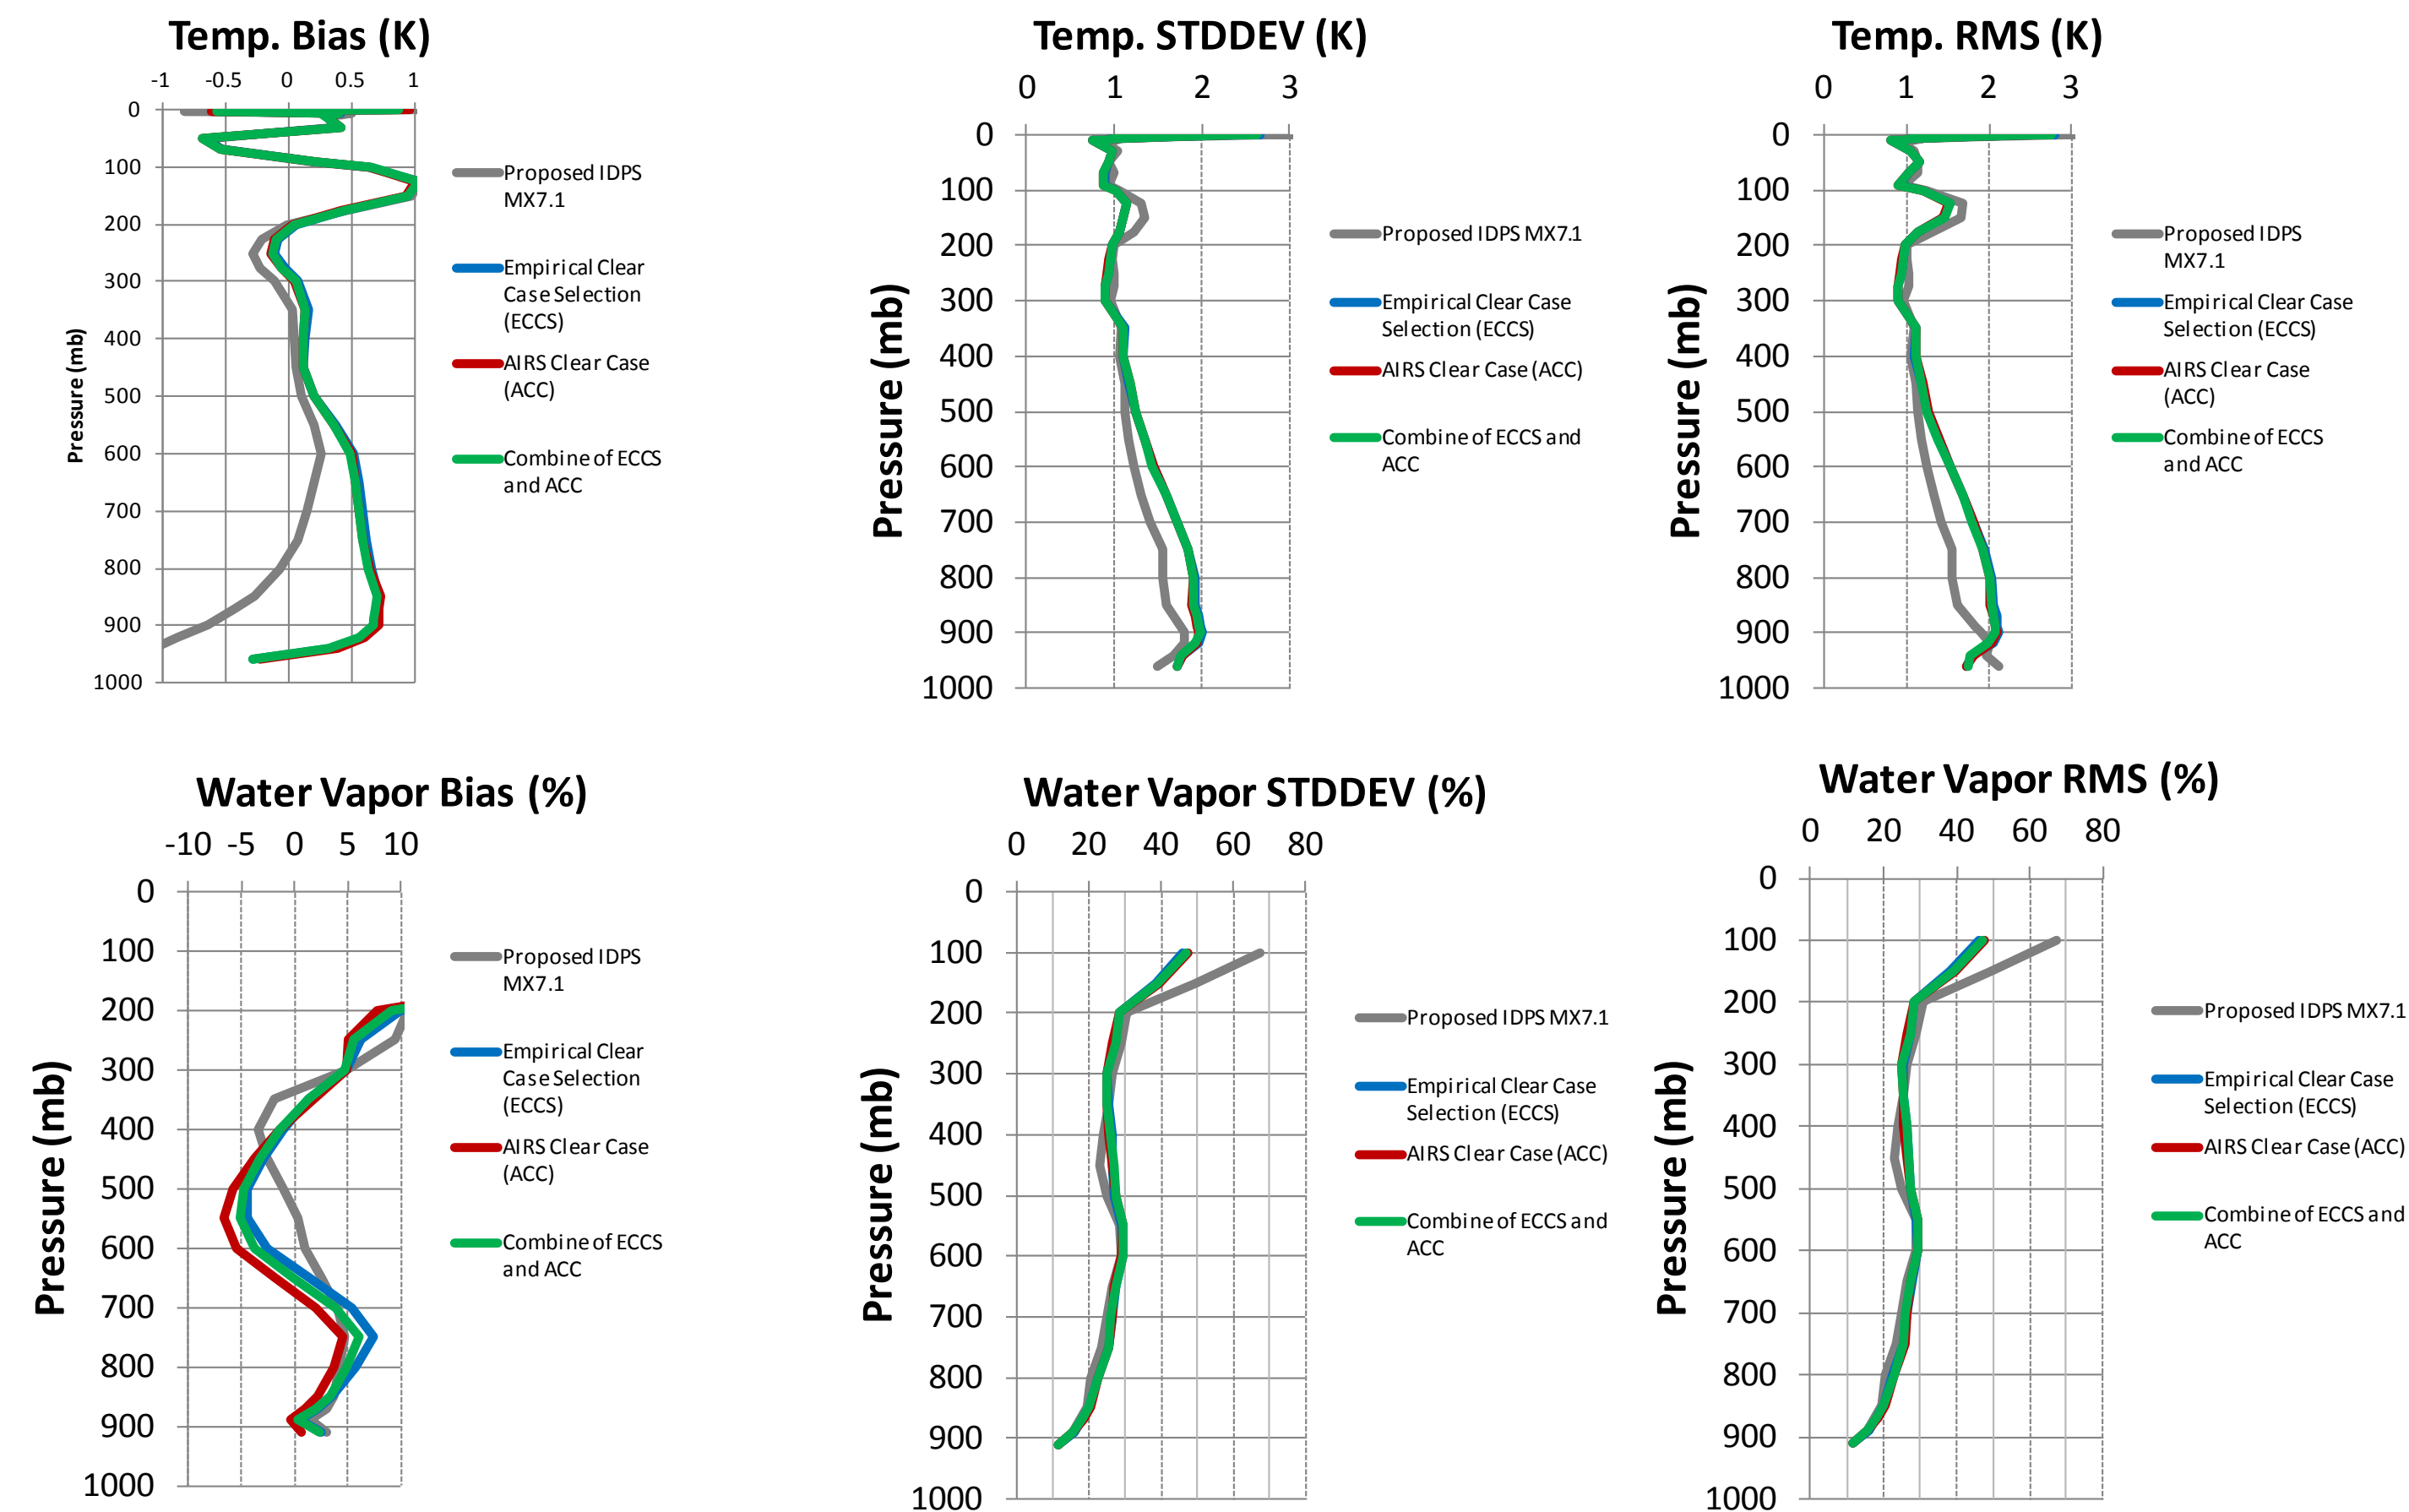 Temp. Bias (K)
-1 -0.5 0 0.5 1
0
100
200
300
400
500
600
700
800
900
1000
Pressure (mb)
Proposed IDPS
MX7.1
Empirical Clear
Case Selection
(ECCS)
AIRS Clear Case
(ACC)
Combine of ECCS
and ACC
Temp. STDDEV (K)
0 1 2 3
0
100
200
300
400
500
600
700
800
900
1000
Pressure (mb)
Proposed IDPS MX7.1
Empirical Clear Case
Selection (ECCS)
AIRS Clear Case (ACC)
Combine of ECCS and
ACC
Temp. RMS (K)
0 1 2 3
0
100
200
300
400
500
600
700
800
900
1000
Pressure (mb)
Proposed IDPS
MX7.1
Empirical Clear Case
Selection (ECCS)
AIRS Clear Case
(ACC)
Combine of ECCS
and ACC
Water Vapor Bias (%)
-10 -5 0 5 10
0
100
200
300
400
500
600
700
800
900
1000
Pressure (mb)
Proposed IDPS
MX7.1
Empirical Clear
Case Selection
(ECCS)
AIRS Clear Case
(ACC)
Combine of ECCS
and ACC
Water Vapor STDDEV (%)
0 20 40 60 80
0
100
200
300
400
500
600
700
800
900
1000
Pressure (mb)
Proposed IDPS MX7.1
Empirical Clear Case
Selection (ECCS)
AIRS Clear Case (ACC)
Combine of ECCS and
ACC
Water Vapor RMS (%)
0 20 40 60 80
0
100
200
300
400
500
600
700
800
900
1000
Pressure (mb)
Proposed IDPS MX7.1
Empirical Clear Case
Selection (ECCS)
AIRS Clear Case (ACC)
Combine of ECCS and
ACC